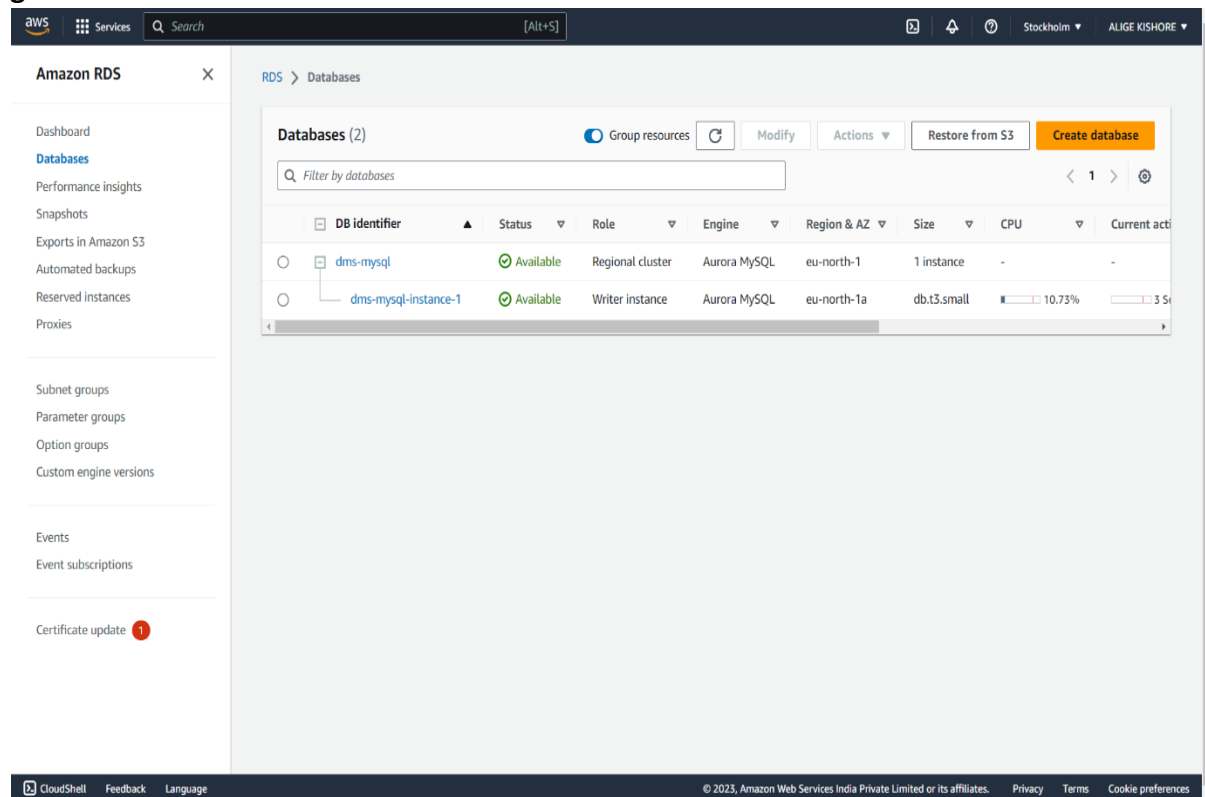 aws Services Search [Alt+S] Stockholm ALIGE KISHORE
Amazon RDS
Dashboard
Databases
Performance insights
Snapshots
Exports in Amazon S3
Automated backups
Reserved instances
Proxies
Subnet groups
Parameter groups
Option groups
Custom engine versions
Events
Event subscriptions
Certificate update 1
RDS > Databases
Databases (2) Group resources Modify Actions Restore from S3 Create database
Filter by databases 1
DB identifier Status Role Engine Region & AZ Size CPU Current acti
dms-mysql Available Regional cluster Aurora MySQL eu-north-1 1 instance - -
dms-mysql-instance-1 Available Writer instance Aurora MySQL eu-north-1a db.t3.small 10.73% 3 Se
CloudShell Feedback Language © 2023, Amazon Web Services India Private Limited or its affiliates. Privacy Terms Cookie preferences